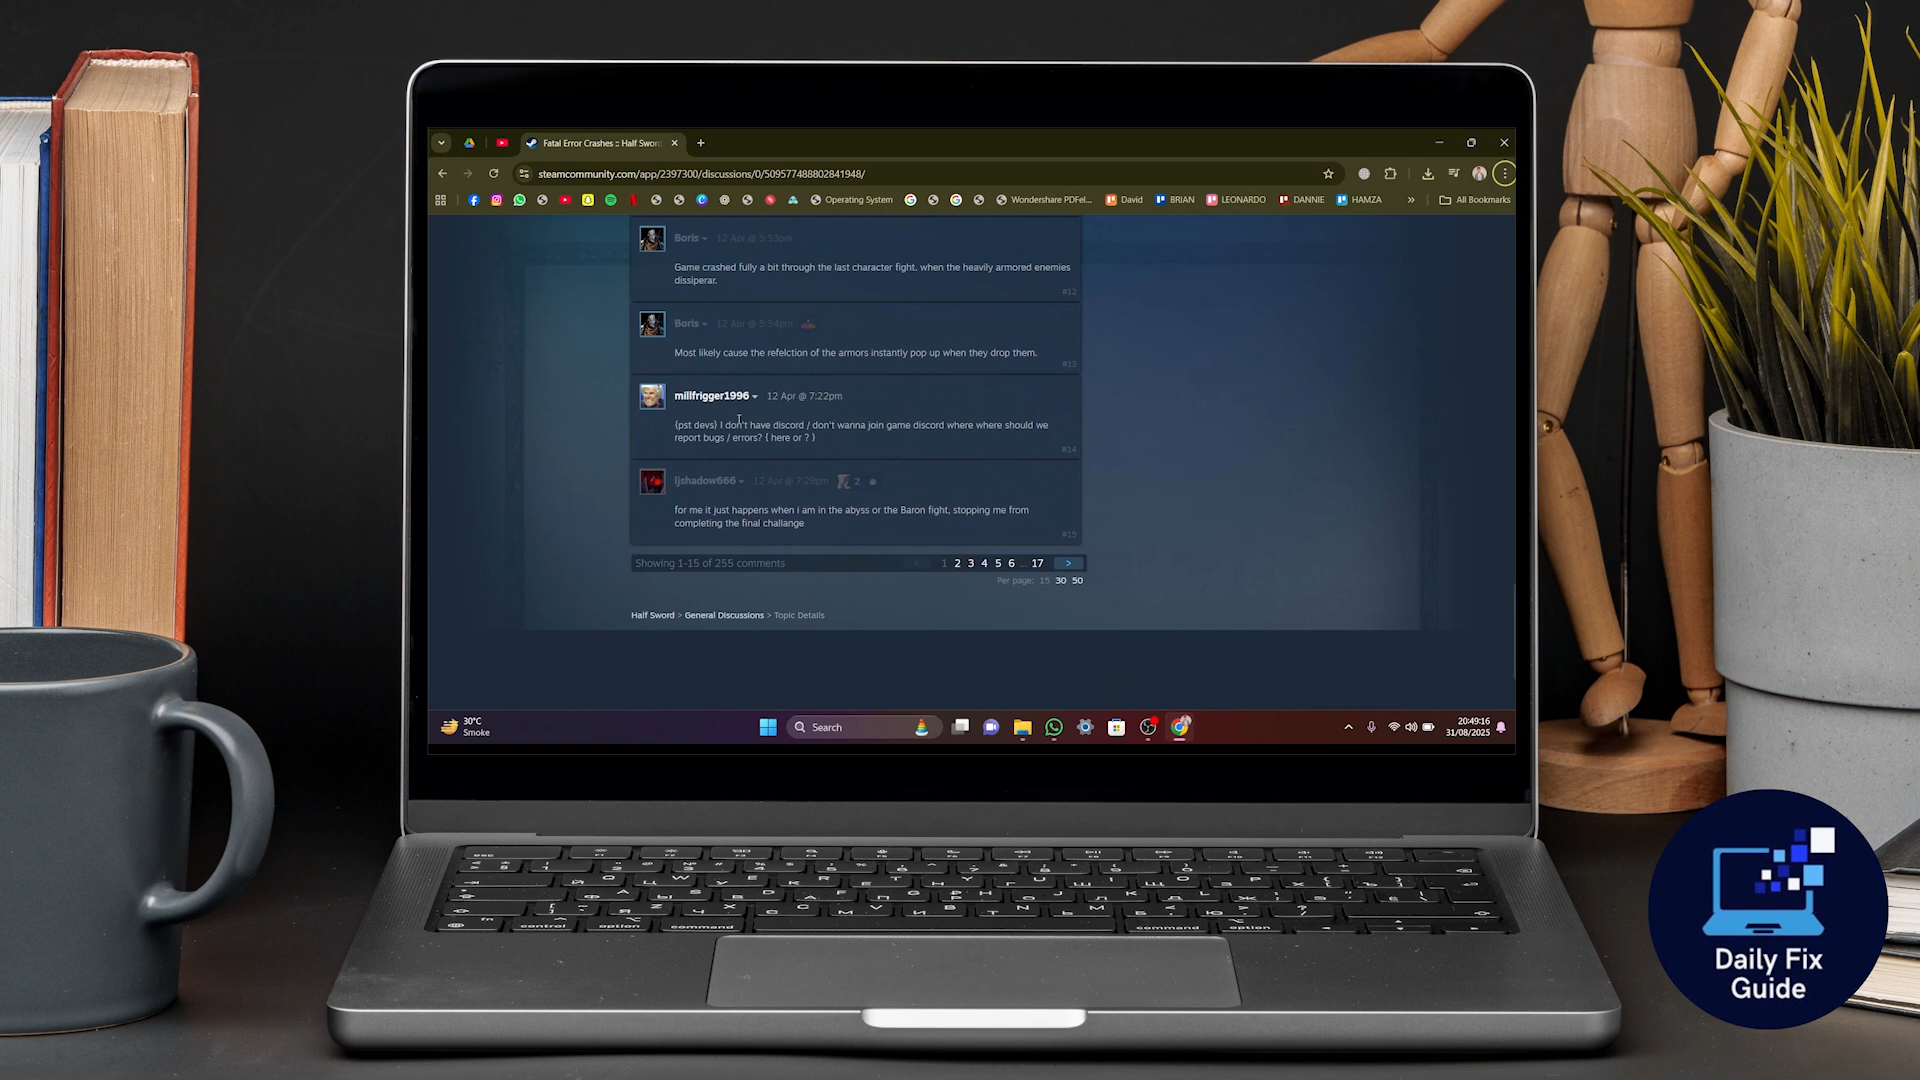 Fatal Error Crashes :: Half Sword
steamcommunity.com/app/2397300/discussions/0/509577488802841948/
Operating System
Wondershare PDFel...
David
BRIAN
LEONARDO
DANNIE
HAMZA
»
All Bookmarks
Boris 12 Apr @ 5:53pm
Game crashed fully a bit through the last character fight. when the heavily armored enemies
dissiperar.
#12
Boris 12 Apr @ 5:54pm
Most likely cause the refelction of the armors instantly pop up when they drop them.
#13
millfrigger1996 12 Apr @ 7:22pm
(pst devs) I don't have discord / don't wanna join game discord where where should we
report bugs / errors? ( here or ? )
#14
ljshadow666 12 Apr @ 7:29pm 2
for me it just happens when i am in the abyss or the Baron fight, stopping me from
completing the final challange
#15
Showing 1-15 of 255 comments < 1 2 3 4 5 6 ... 17 >
Per page: 15 30 50
Half Sword > General Discussions > Topic Details
30°C
Smoke
Search
20:49:16
31/08/2025
esc
fn control option command command option
Daily Fix
Guide